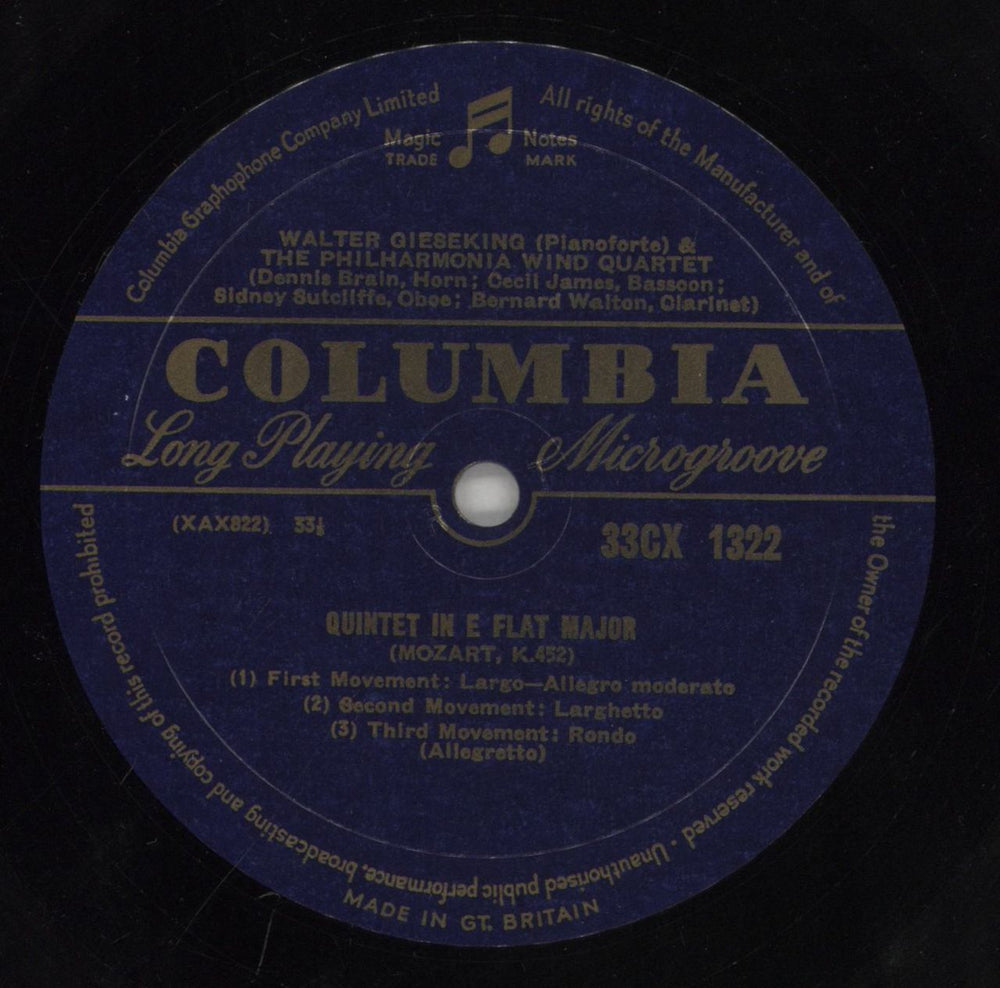 Columbia Graphophone Company Limited
All rights of the Manufacturer and of
the Owner of the recorded work reserved - Unauthorised public performance, broadcasting and copying of this record prohibited
Magic Notes
TRADE MARK
WALTER GIESEKING (Pianoforte) &
THE PHILHARMONIA WIND QUARTET
(Dennis Brain, Horn; Cecil James, Bassoon;
Sidney Sutcliffe, Oboe; Bernard Walton, Clarinet)
COLUMBIA
Long Playing Microgroove
(XAX822) 33⅓ 33CX 1322
QUINTET IN E FLAT MAJOR
(MOZART, K.452)
(1) First Movement: Largo—Allegro moderato
(2) Second Movement: Larghetto
(3) Third Movement: Rondo
(Allegretto)
MADE IN GT. BRITAIN